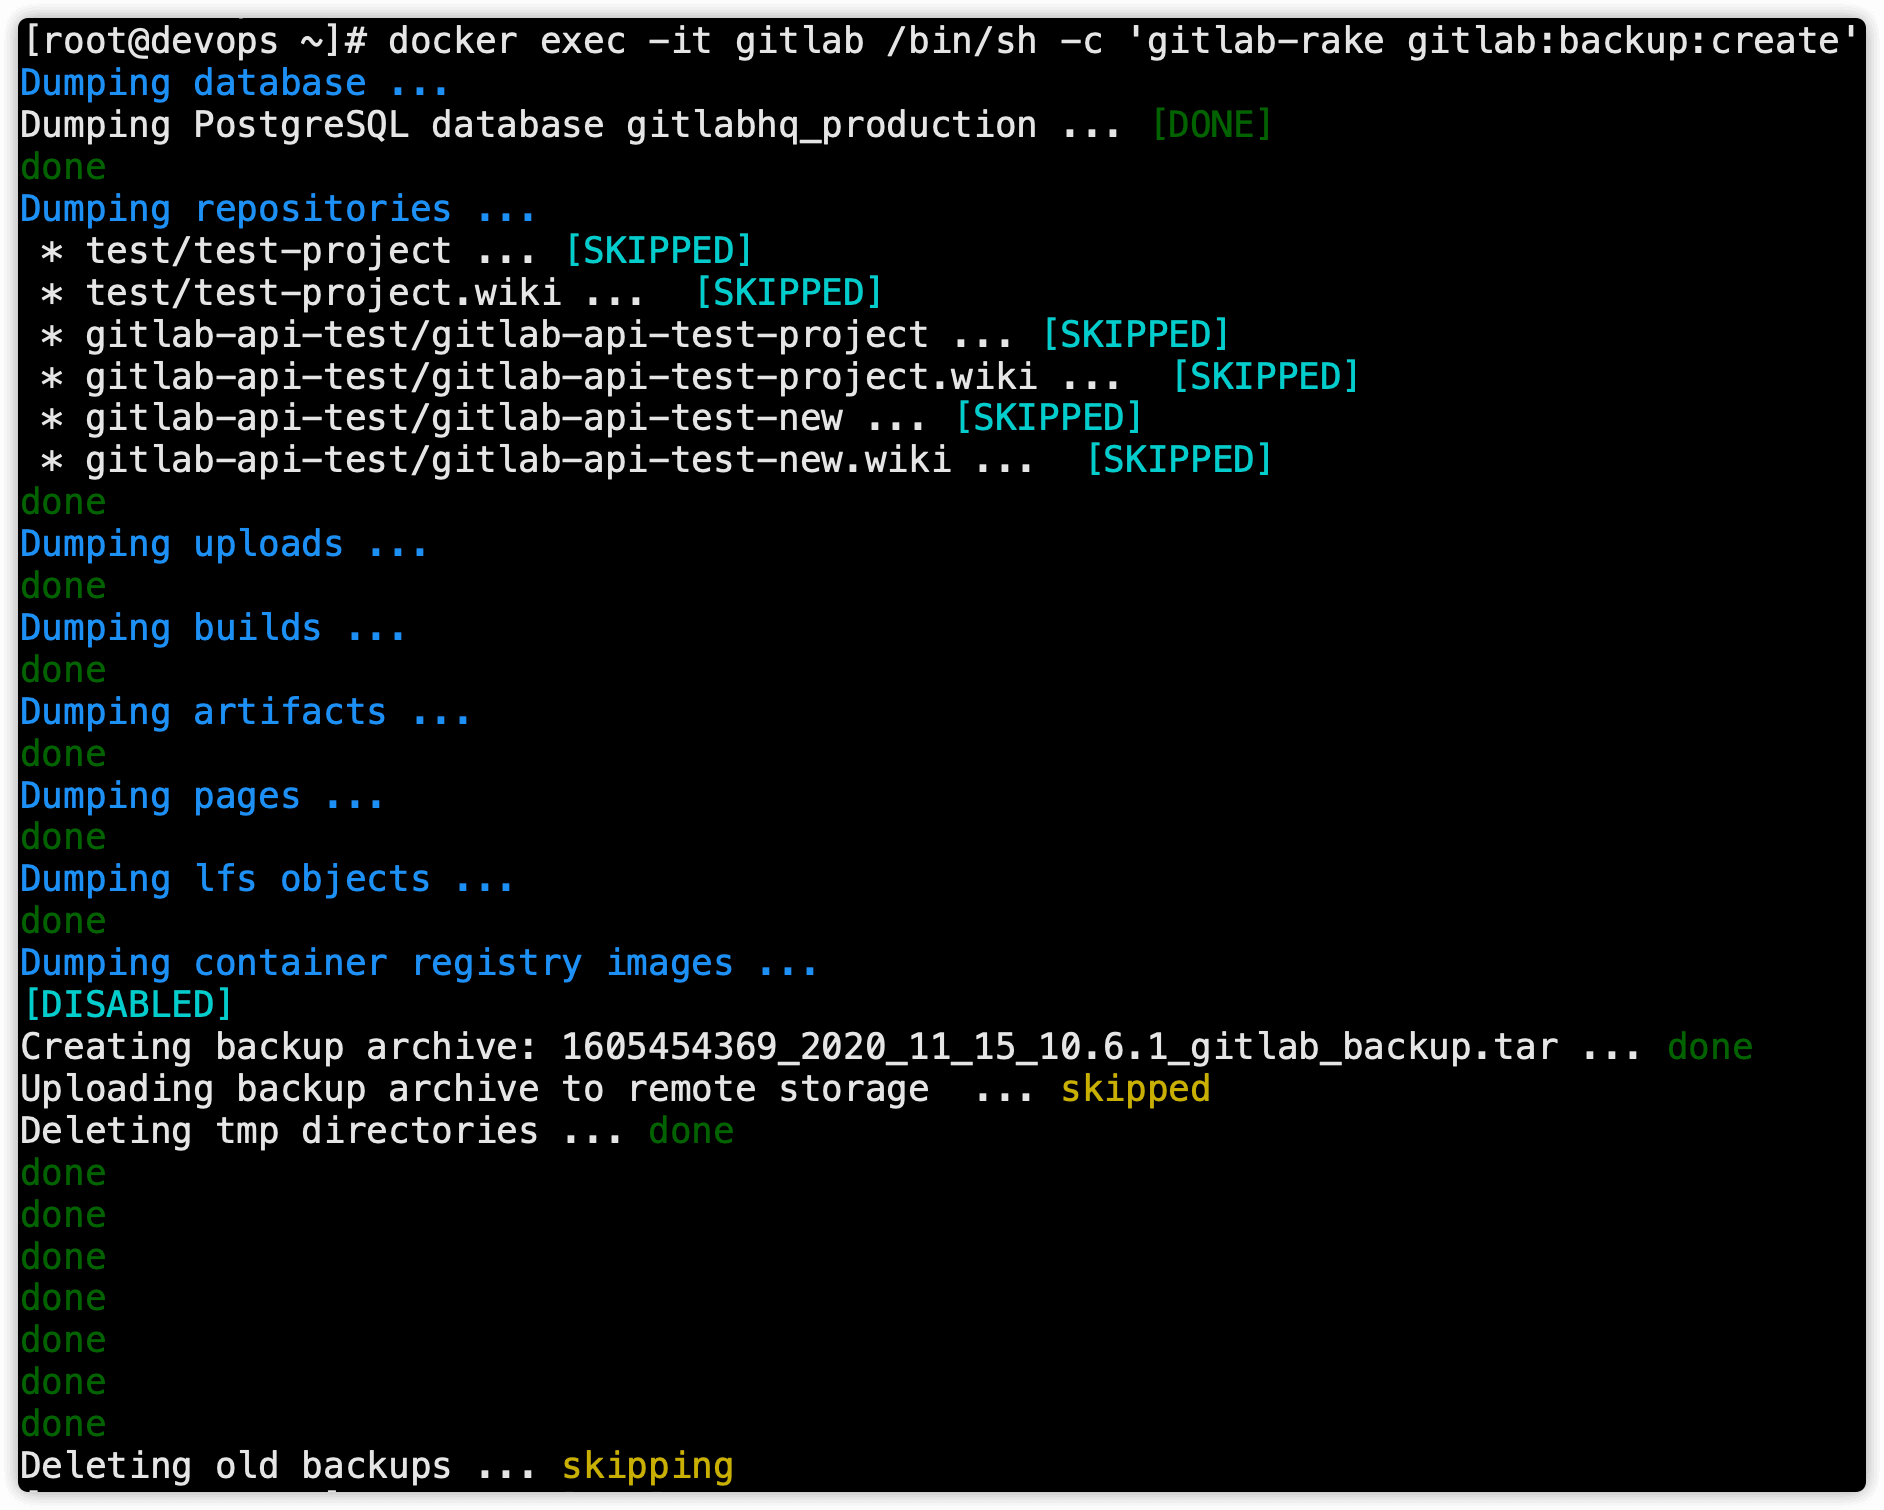 [root@devops ~]# docker exec -it gitlab /bin/sh -c 'gitlab-rake gitlab:backup:create'
Dumping database ...
Dumping PostgreSQL database gitlabhq_production ... [DONE]
done
Dumping repositories ...
 * test/test-project ... [SKIPPED]
 * test/test-project.wiki ...  [SKIPPED]
 * gitlab-api-test/gitlab-api-test-project ... [SKIPPED]
 * gitlab-api-test/gitlab-api-test-project.wiki ...  [SKIPPED]
 * gitlab-api-test/gitlab-api-test-new ... [SKIPPED]
 * gitlab-api-test/gitlab-api-test-new.wiki ...  [SKIPPED]
done
Dumping uploads ...
done
Dumping builds ...
done
Dumping artifacts ...
done
Dumping pages ...
done
Dumping lfs objects ...
done
Dumping container registry images ...
[DISABLED]
Creating backup archive: 1605454369_2020_11_15_10.6.1_gitlab_backup.tar ... done
Uploading backup archive to remote storage  ... skipped
Deleting tmp directories ... done
done
done
done
done
done
done
done
Deleting old backups ... skipping